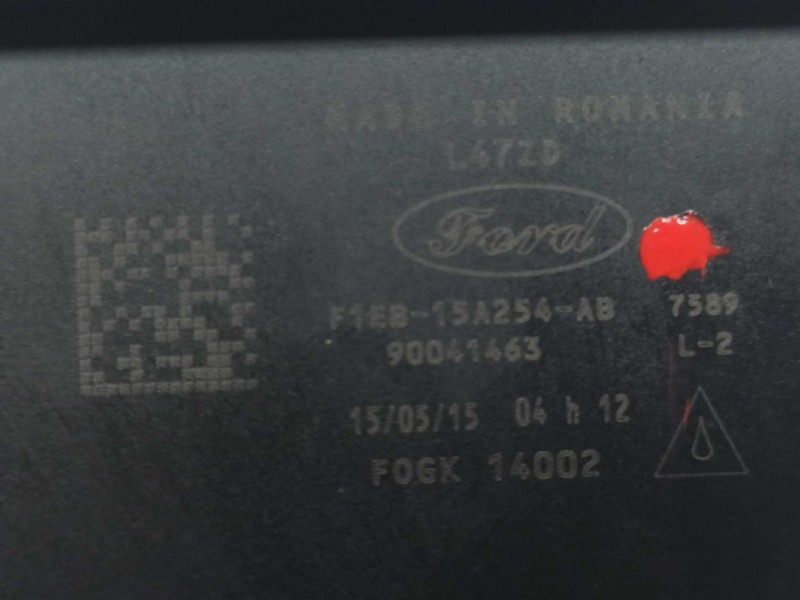 MADE IN ROMANIA
L47ZD
Ford
F1EB-15A254-AB 7589
90041463 L-2
15/05/15 04 h 12
FOGK 14002